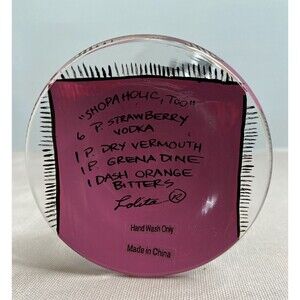 "SHOPAHOLIC, TOO"
6 P. STRAWBERRY
VODKA
1 P. DRY VERMOUTH
1 P. GRENADINE
1 DASH ORANGE
BITTERS
Lolita ®
Hand Wash Only
Made in China